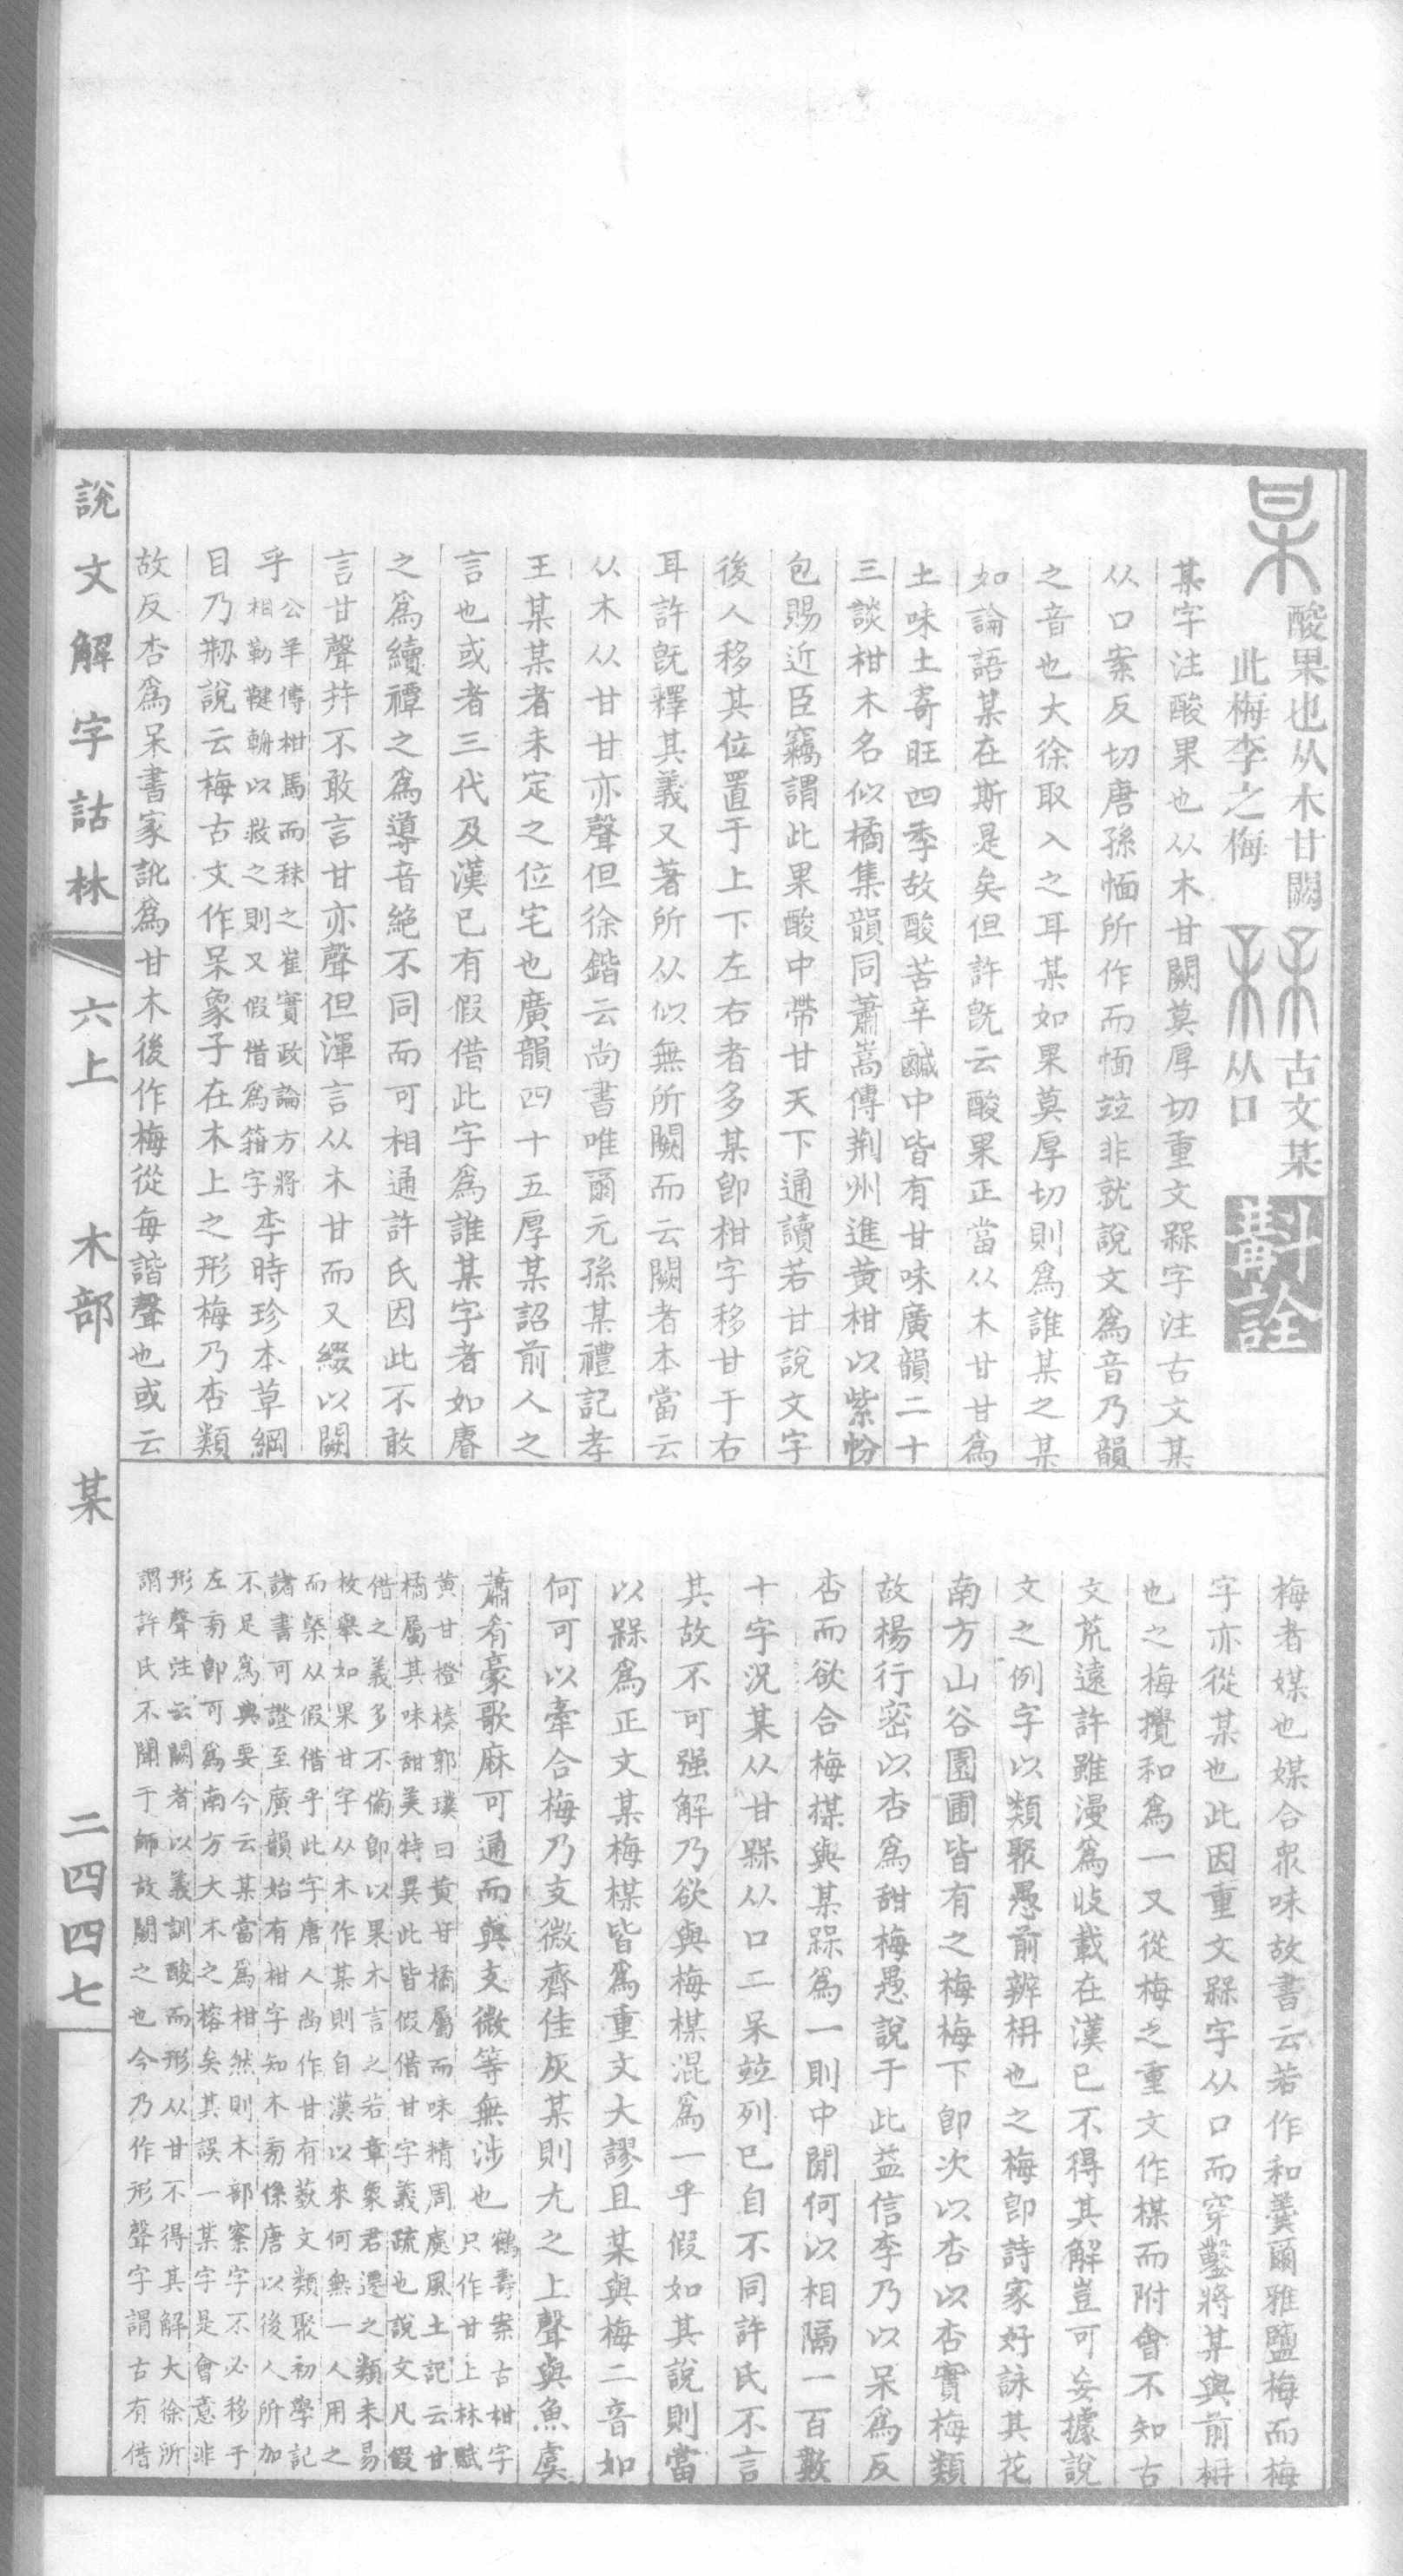 某
酸果也从木甘闕
此梅李之梅
𣐔
古文某
从口
斠詮
某字注酸果也从木甘闕莫厚切重文槑字注古文某
从口案反切唐孫愐所作而愐竝非就說文爲音乃韻
之音也大徐取入之耳某如果莫厚切則爲誰某之某
如論語某在斯是矣但許旣云酸果正當从木甘甘爲
土味土寄旺四季故酸苦辛鹹中皆有甘味廣韻二十
三談柑木名似橘集韻同蕭嵩傳荆州進黄柑以紫帉
包賜近臣竊謂此果酸中帶甘天下通讀若甘說文字
後人移其位置于上下左右者多某卽柑字移甘于右
耳許旣釋其義又著所从似無所闕而云闕者本當云
从木从甘甘亦聲但徐鍇云尚書唯爾元孫某禮記孝
王某某者未定之位宅也廣韻四十五厚某詔前人之
言也或者三代及漢已有假借此字爲誰某字者如膚
之爲續禫之爲導音絕不同而可相通許氏因此不敢
言甘聲幷不敢言甘亦聲但渾言从木甘而又綴以闕
乎公羊傳柑馬而秣之崔實政論方將
相勒鞬輈以救之則又假借爲箝字李時珍本草綱
目乃剙說云梅古文作呆象子在木上之形梅乃杏類
故反杏爲呆書家訛爲甘木後作梅從每諧聲也或云
梅者媒也媒合衆味故書云若作和羹爾雅鹽梅而梅
字亦從某也此因重文槑字从口而穿鑿將某與前枏
也之梅攪和爲一又從梅之重文作楳而附會不知古
文荒遠許雖漫爲收載在漢已不得其解豈可妄據說
文之例字以類聚愚前辨枏也之梅卽詩家好詠其花
南方山谷園圃皆有之梅梅下卽次以杏以杏實梅類
故楊行密以杏爲甜梅愚說于此益信李乃以呆爲反
杏而欲合梅楳與某槑爲一則中閒何以相隔一百數
十字況某从甘槑从口二呆竝列已自不同許氏不言
其故不可强解乃欲與梅楳混爲一乎假如其說則當
以槑爲正文某梅楳皆爲重文大謬且某與梅二音如
何可以牽合梅乃支微齊佳灰某則尤之上聲與魚虞
蕭肴豪歌麻可通而與支微等無涉也鶴壽案古柑字
只作甘上林賦
黄甘橙楱郭璞曰黄甘橘屬而味精周處風土記云甘
橘屬其味甜美特異此皆假借甘字義疏也說文凡假
借之義多不備卽以果木言之若章衆君遷之類未易
枚舉如果甘字从木作某則自漢以來何無一人用之
而槩从假借乎此字唐人尚作甘有蓺文類聚初學記
諸書可證至廣韻始有柑字知木旁係唐以後人所加
不足爲典要今云某當爲柑然則木部案字不必移于
左旁卽可爲南方大木之榕矣其誤一某字是會意非
形聲注云闕者以義訓酸而形从甘不得其解大徐所
謂許氏不聞于師故闕之也今乃作形聲字謂古有借
說文解字詁林
六上
木部
某
二四四七